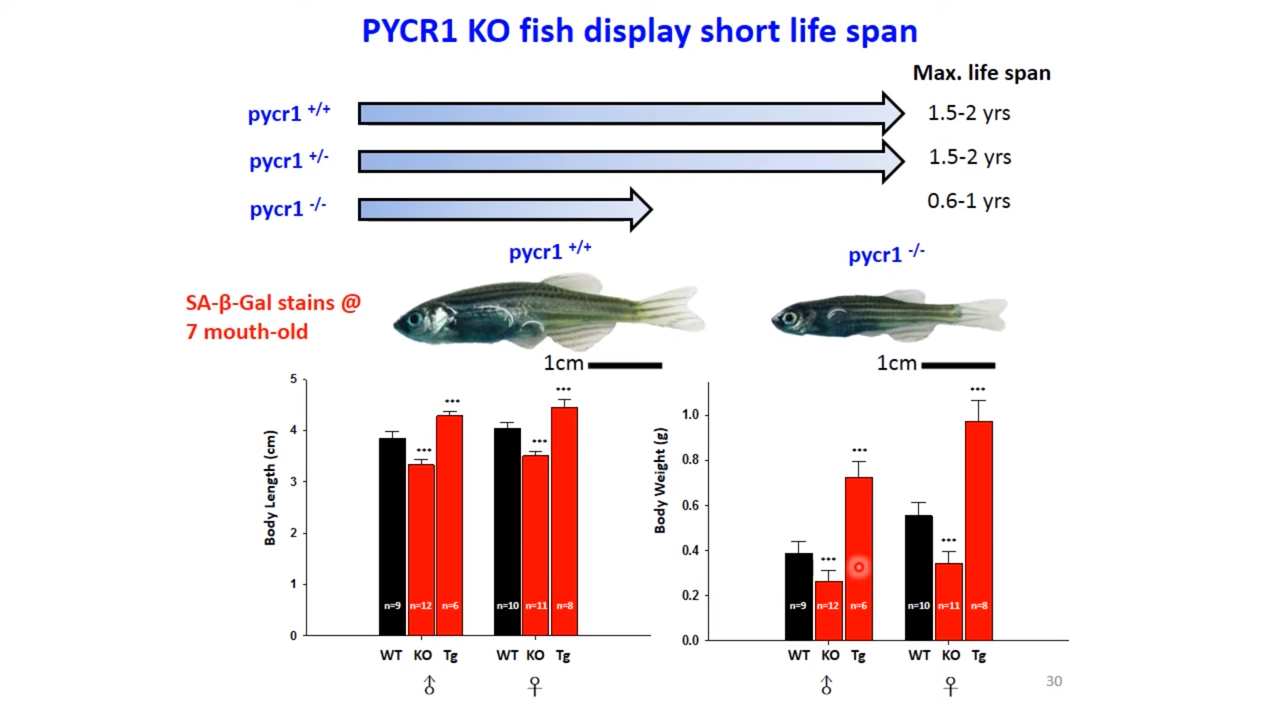 PYCR1 KO fish display short life span
Max. life span
pycr1 +/+ 1.5-2 yrs
pycr1 +/- 1.5-2 yrs
pycr1 -/- 0.6-1 yrs
pycr1 +/+
pycr1 -/-
SA-β-Gal stains @
7 mouth-old
1cm
1cm
Body Length (cm)
5
4
3
2
1
0
*** *** *** ***
n=9 n=12 n=6 n=10 n=11 n=8
WT KO Tg WT KO Tg
♂ ♀
Body Weight (g)
1.0
0.8
0.6
0.4
0.2
0.0
*** *** *** ***
n=9 n=12 n=6 n=10 n=11 n=8
WT KO Tg WT KO Tg
♂ ♀
30